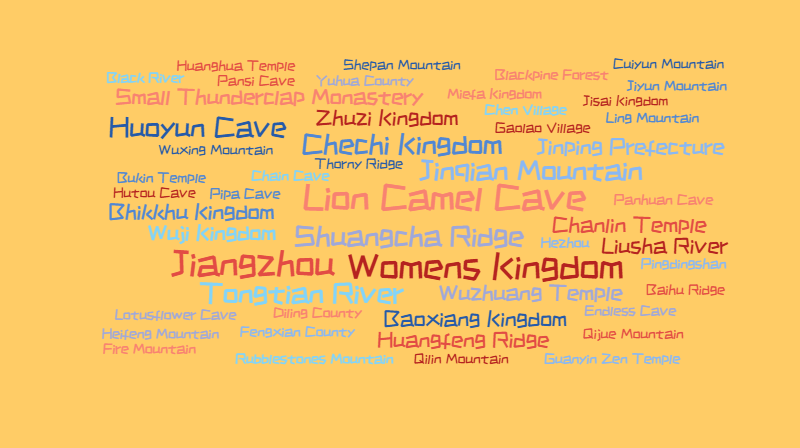 Huanghua Temple
Shepan Mountain
Cuiyun Mountain
Black River
Pansi Cave
Yuhua County
Blackpine Forest
Jiyun Mountain
Small Thunderclap Monastery
Miefa Kingdom
Jisai Kingdom
Zhuzi Kingdom
Chen Village
Ling Mountain
Huoyun Cave
Gaolao Village
Wuxing Mountain
Chechi Kingdom
Jinping Prefecture
Thorny Ridge
Jinqian Mountain
Bukin Temple
Chain Cave
Hutou Cave
Pipa Cave
Lion Camel Cave
Panhuan Cave
Bhikkhu Kingdom
Chanlin Temple
Wuji Kingdom
Shuangcha Ridge
Hezhou
Liusha River
Jiangzhou
Womens Kingdom
Pingdingshan
Tongtian River
Wuzhuang Temple
Baihu Ridge
Lotusflower Cave
Diling County
Baoxiang Kingdom
Endless Cave
Heifeng Mountain
Fengxian County
Huangfeng Ridge
Qijue Mountain
Fire Mountain
Rubblestones Mountain
Qilin Mountain
Guanyin Zen Temple